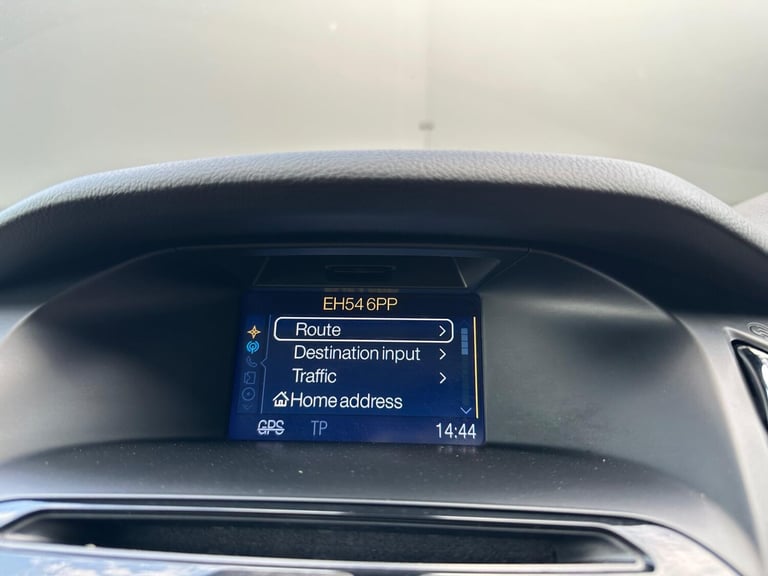 EH54 6PP
Route
Destination input
Traffic
Home address
GPS TP 14:44